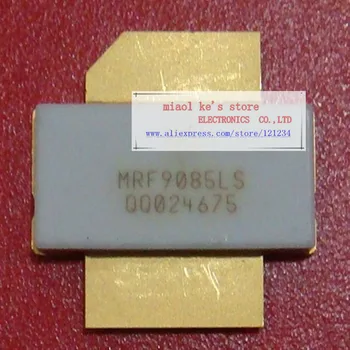 miaol ke's store
ELECTRONICS CO.,LTD
www.aliexpress.com/store/121234
MRF9085LS
QQ024675